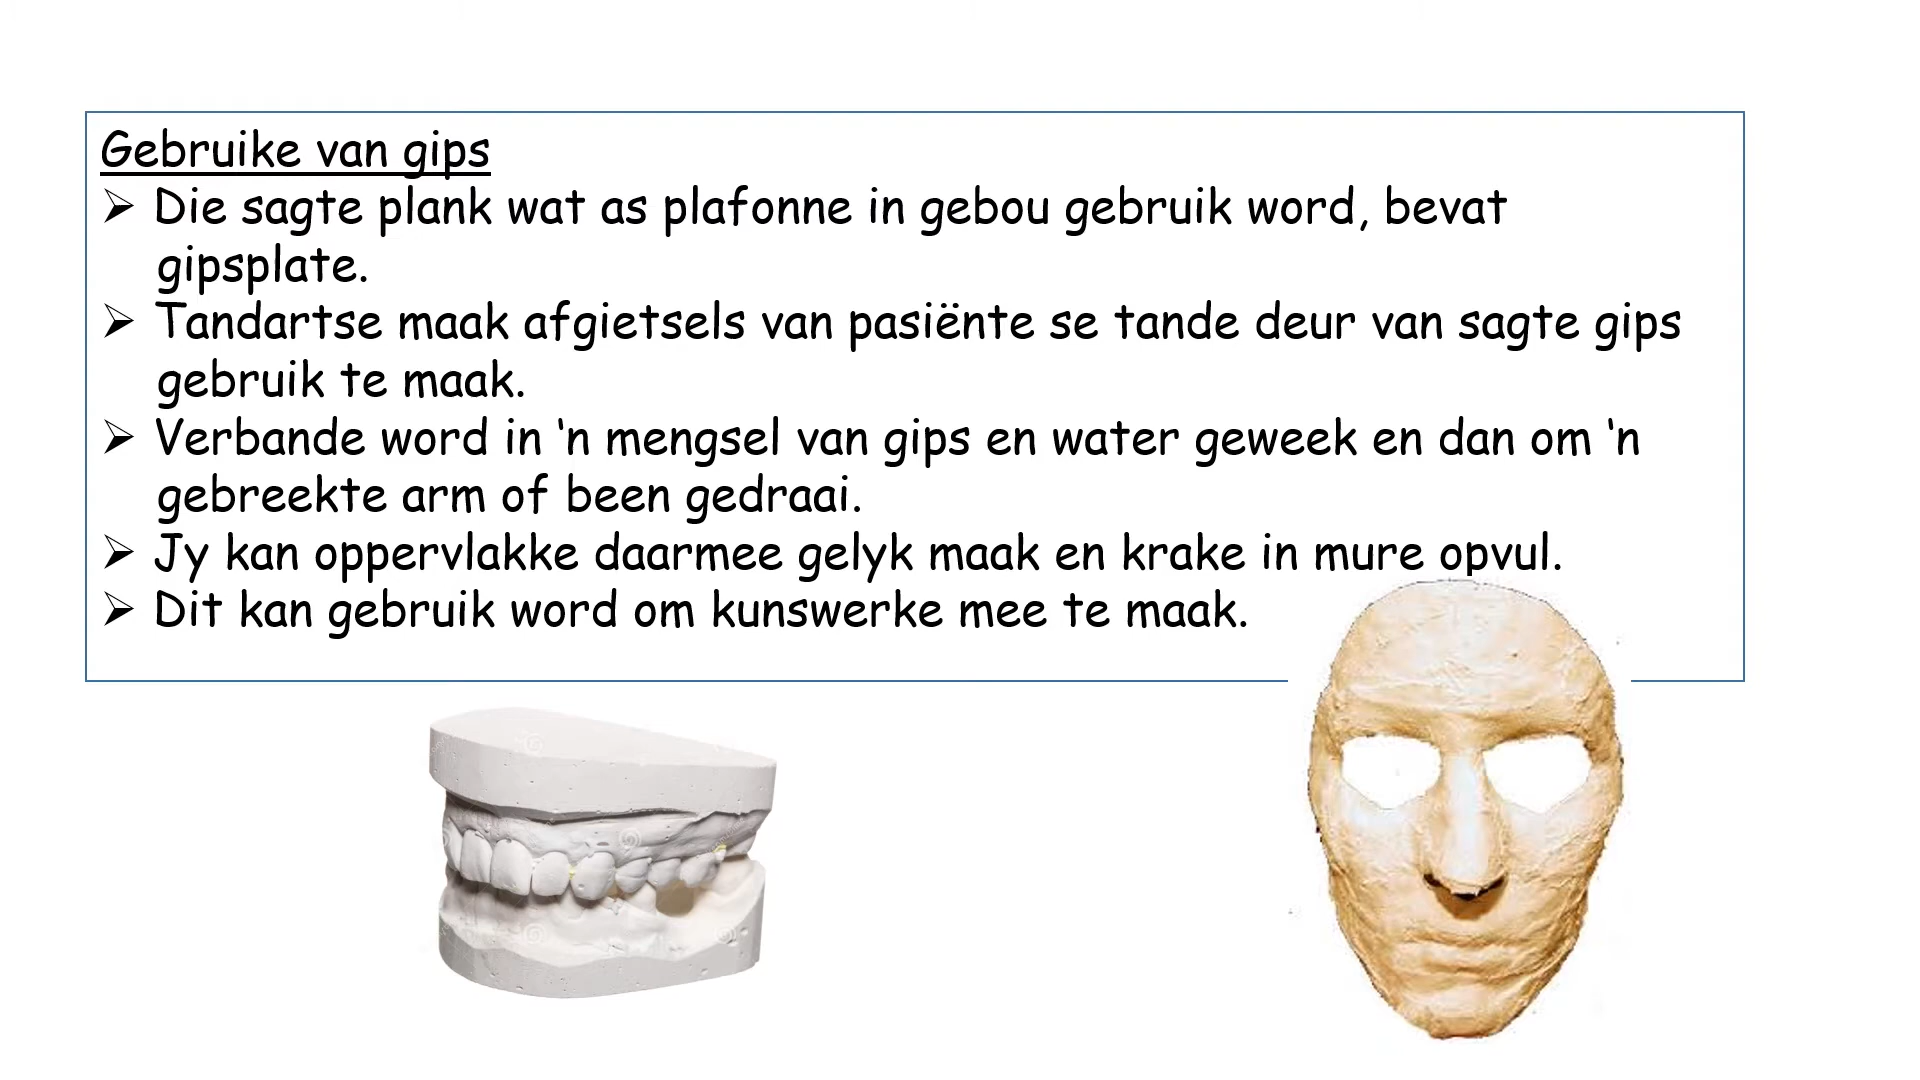 Gebruike van gips
➢ Die sagte plank wat as plafonne in gebou gebruik word, bevat
gipsplate.
➢ Tandartse maak afgietsels van pasiënte se tande deur van sagte gips
gebruik te maak.
➢ Verbande word in ‘n mengsel van gips en water geweek en dan om ‘n
gebreekte arm of been gedraai.
➢ Jy kan oppervlakke daarmee gelyk maak en krake in mure opvul.
➢ Dit kan gebruik word om kunswerke mee te maak.